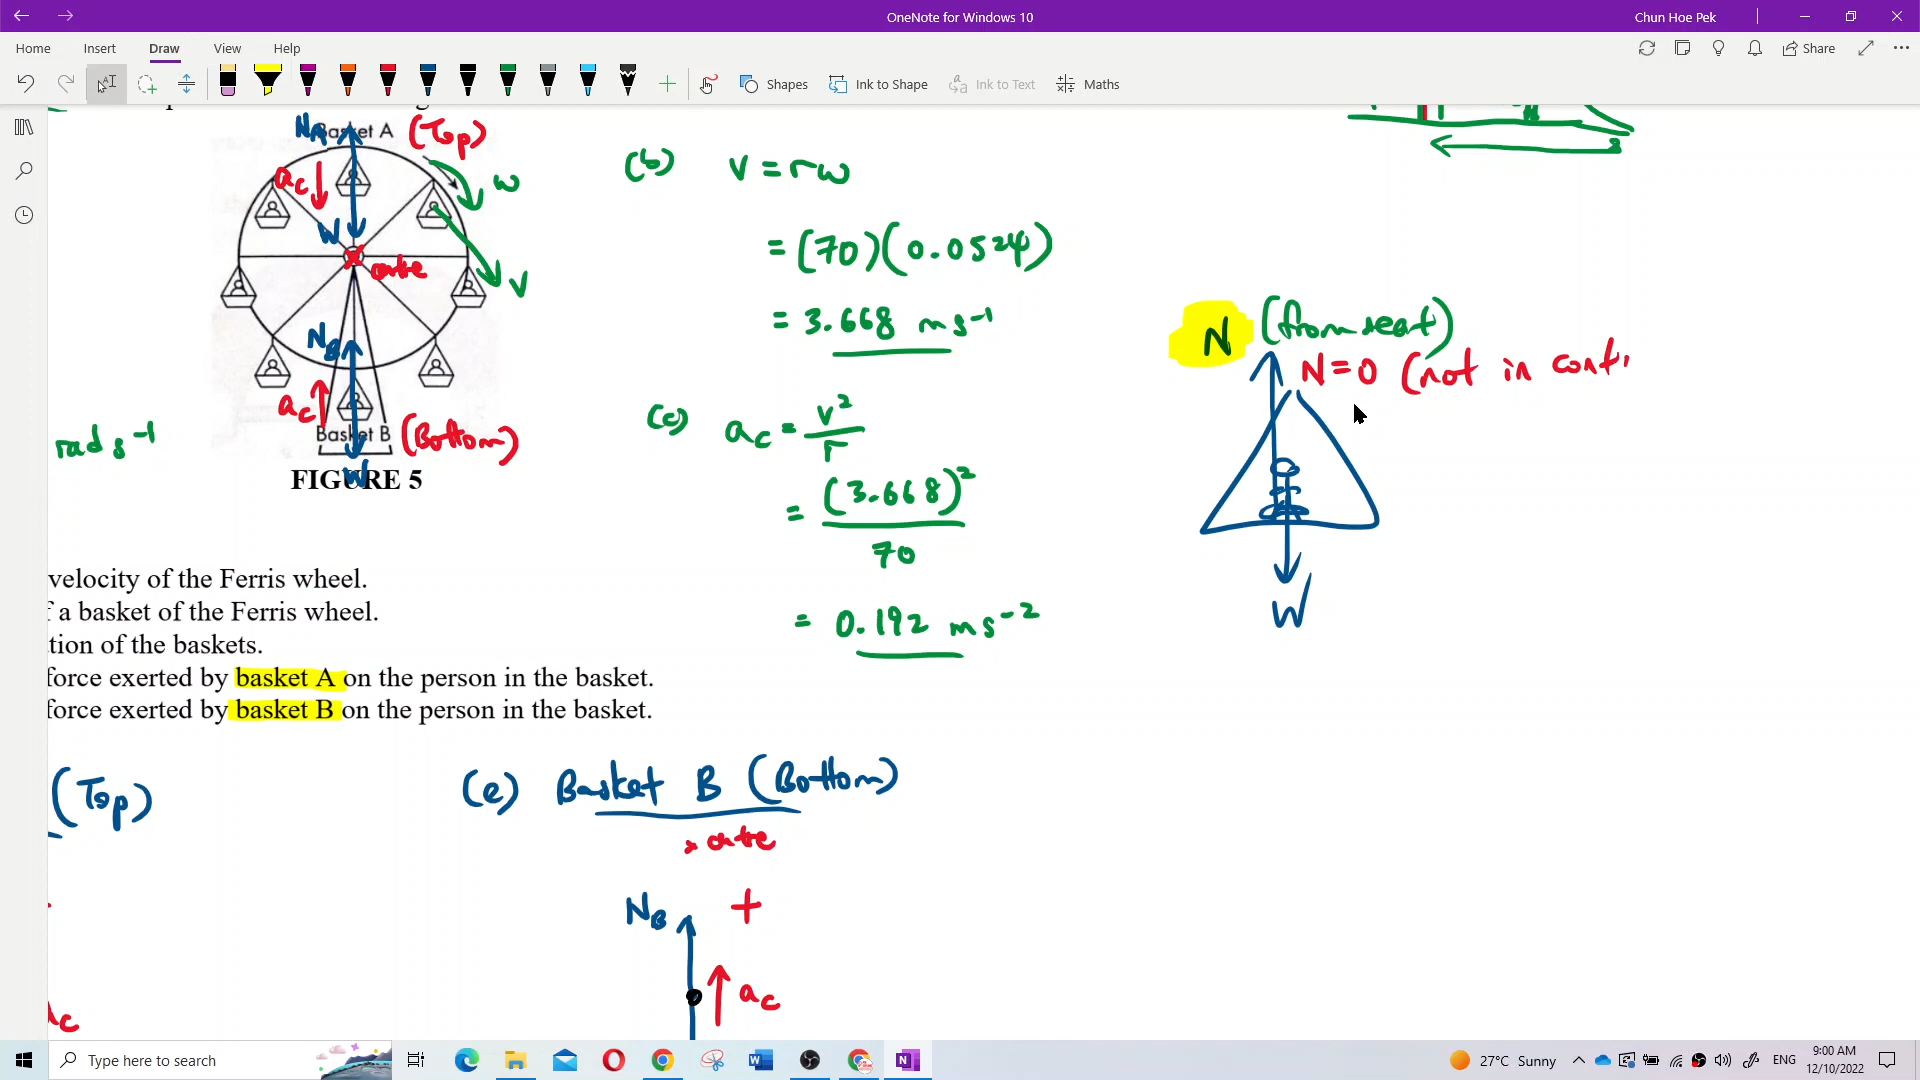 OneNote for Windows 10
Chun Hoe Pek
Home Insert Draw View Help
Share
Shapes Ink to Shape Ink to Text Maths
Basket A (Top)
NA
ac
W
ω
centre
V
NB
ac
Basket B (Bottom)
W
FIGURE 5
rad s⁻¹
(b) v = rω
= (70)(0.0524)
= 3.668 ms⁻¹
(c) ac = v²/r
= (3.668)²/70
= 0.192 ms⁻²
N (from seat)
N = 0 (not in cont
W
velocity of the Ferris wheel.
f a basket of the Ferris wheel.
tion of the baskets.
force exerted by basket A on the person in the basket.
force exerted by basket B on the person in the basket.
(Top)
(e) Basket B (Bottom)
x centre
NB +
ac
ac
Type here to search
27°C Sunny
ENG
9:00 AM
12/10/2022